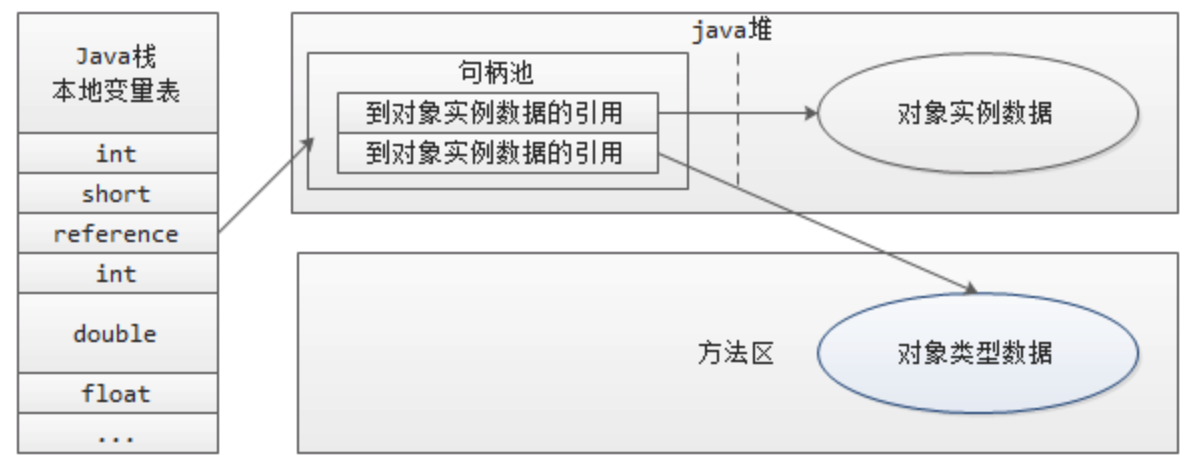 Java栈
本地变量表
int
short
reference
int
double
float
...
java堆
句柄池
到对象实例数据的引用
到对象实例数据的引用
对象实例数据
方法区
对象类型数据